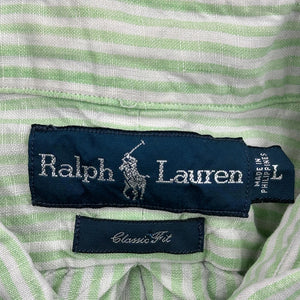 Ralph Lauren
MADE IN
PHILIPPINES
L
Classic Fit